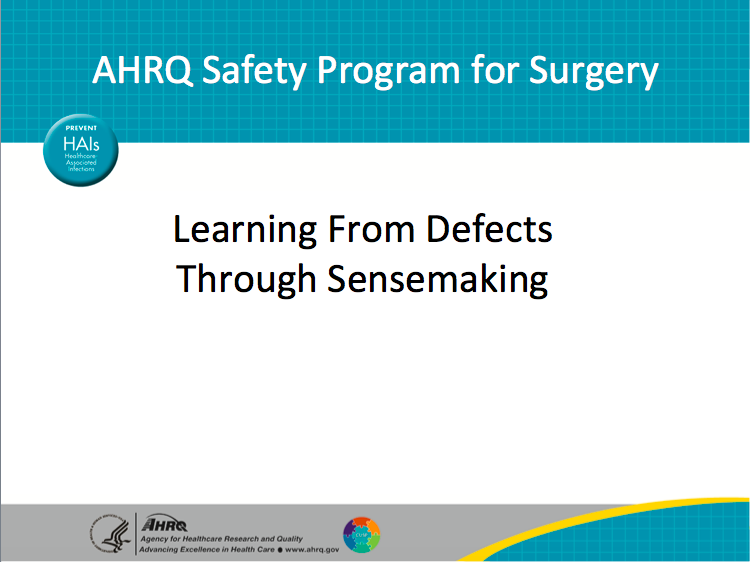 AHRQ Safety Program for Surgery
PREVENT
HAIs
Healthcare
Associated
Infections
Learning From Defects
Through Sensemaking
AHRQ
Agency for Healthcare Research and Quality
Advancing Excellence in Health Care ● www.ahrq.gov
CUSP